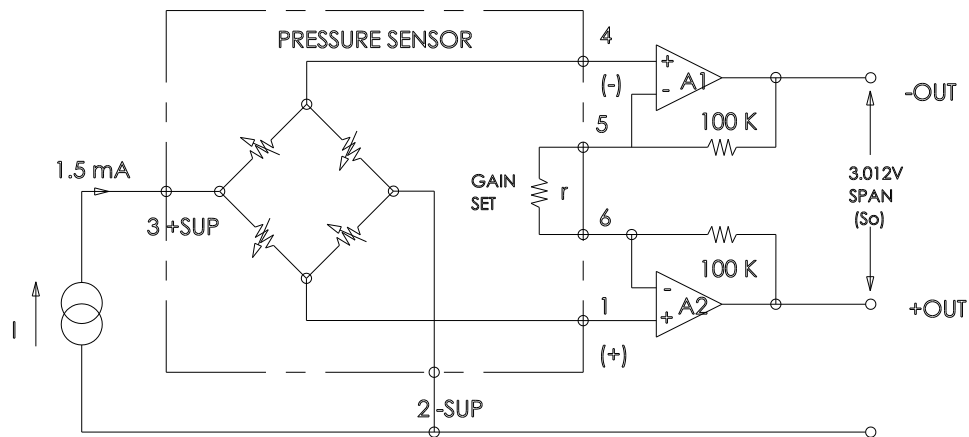 PRESSURE SENSOR
4
(-)
+
A1
-
-OUT
5
100 K
1.5 mA
GAIN
SET
r
3.012V
SPAN
(So)
3 +SUP
6
100 K
-
A2
+
+OUT
1
(+)
I
2 -SUP